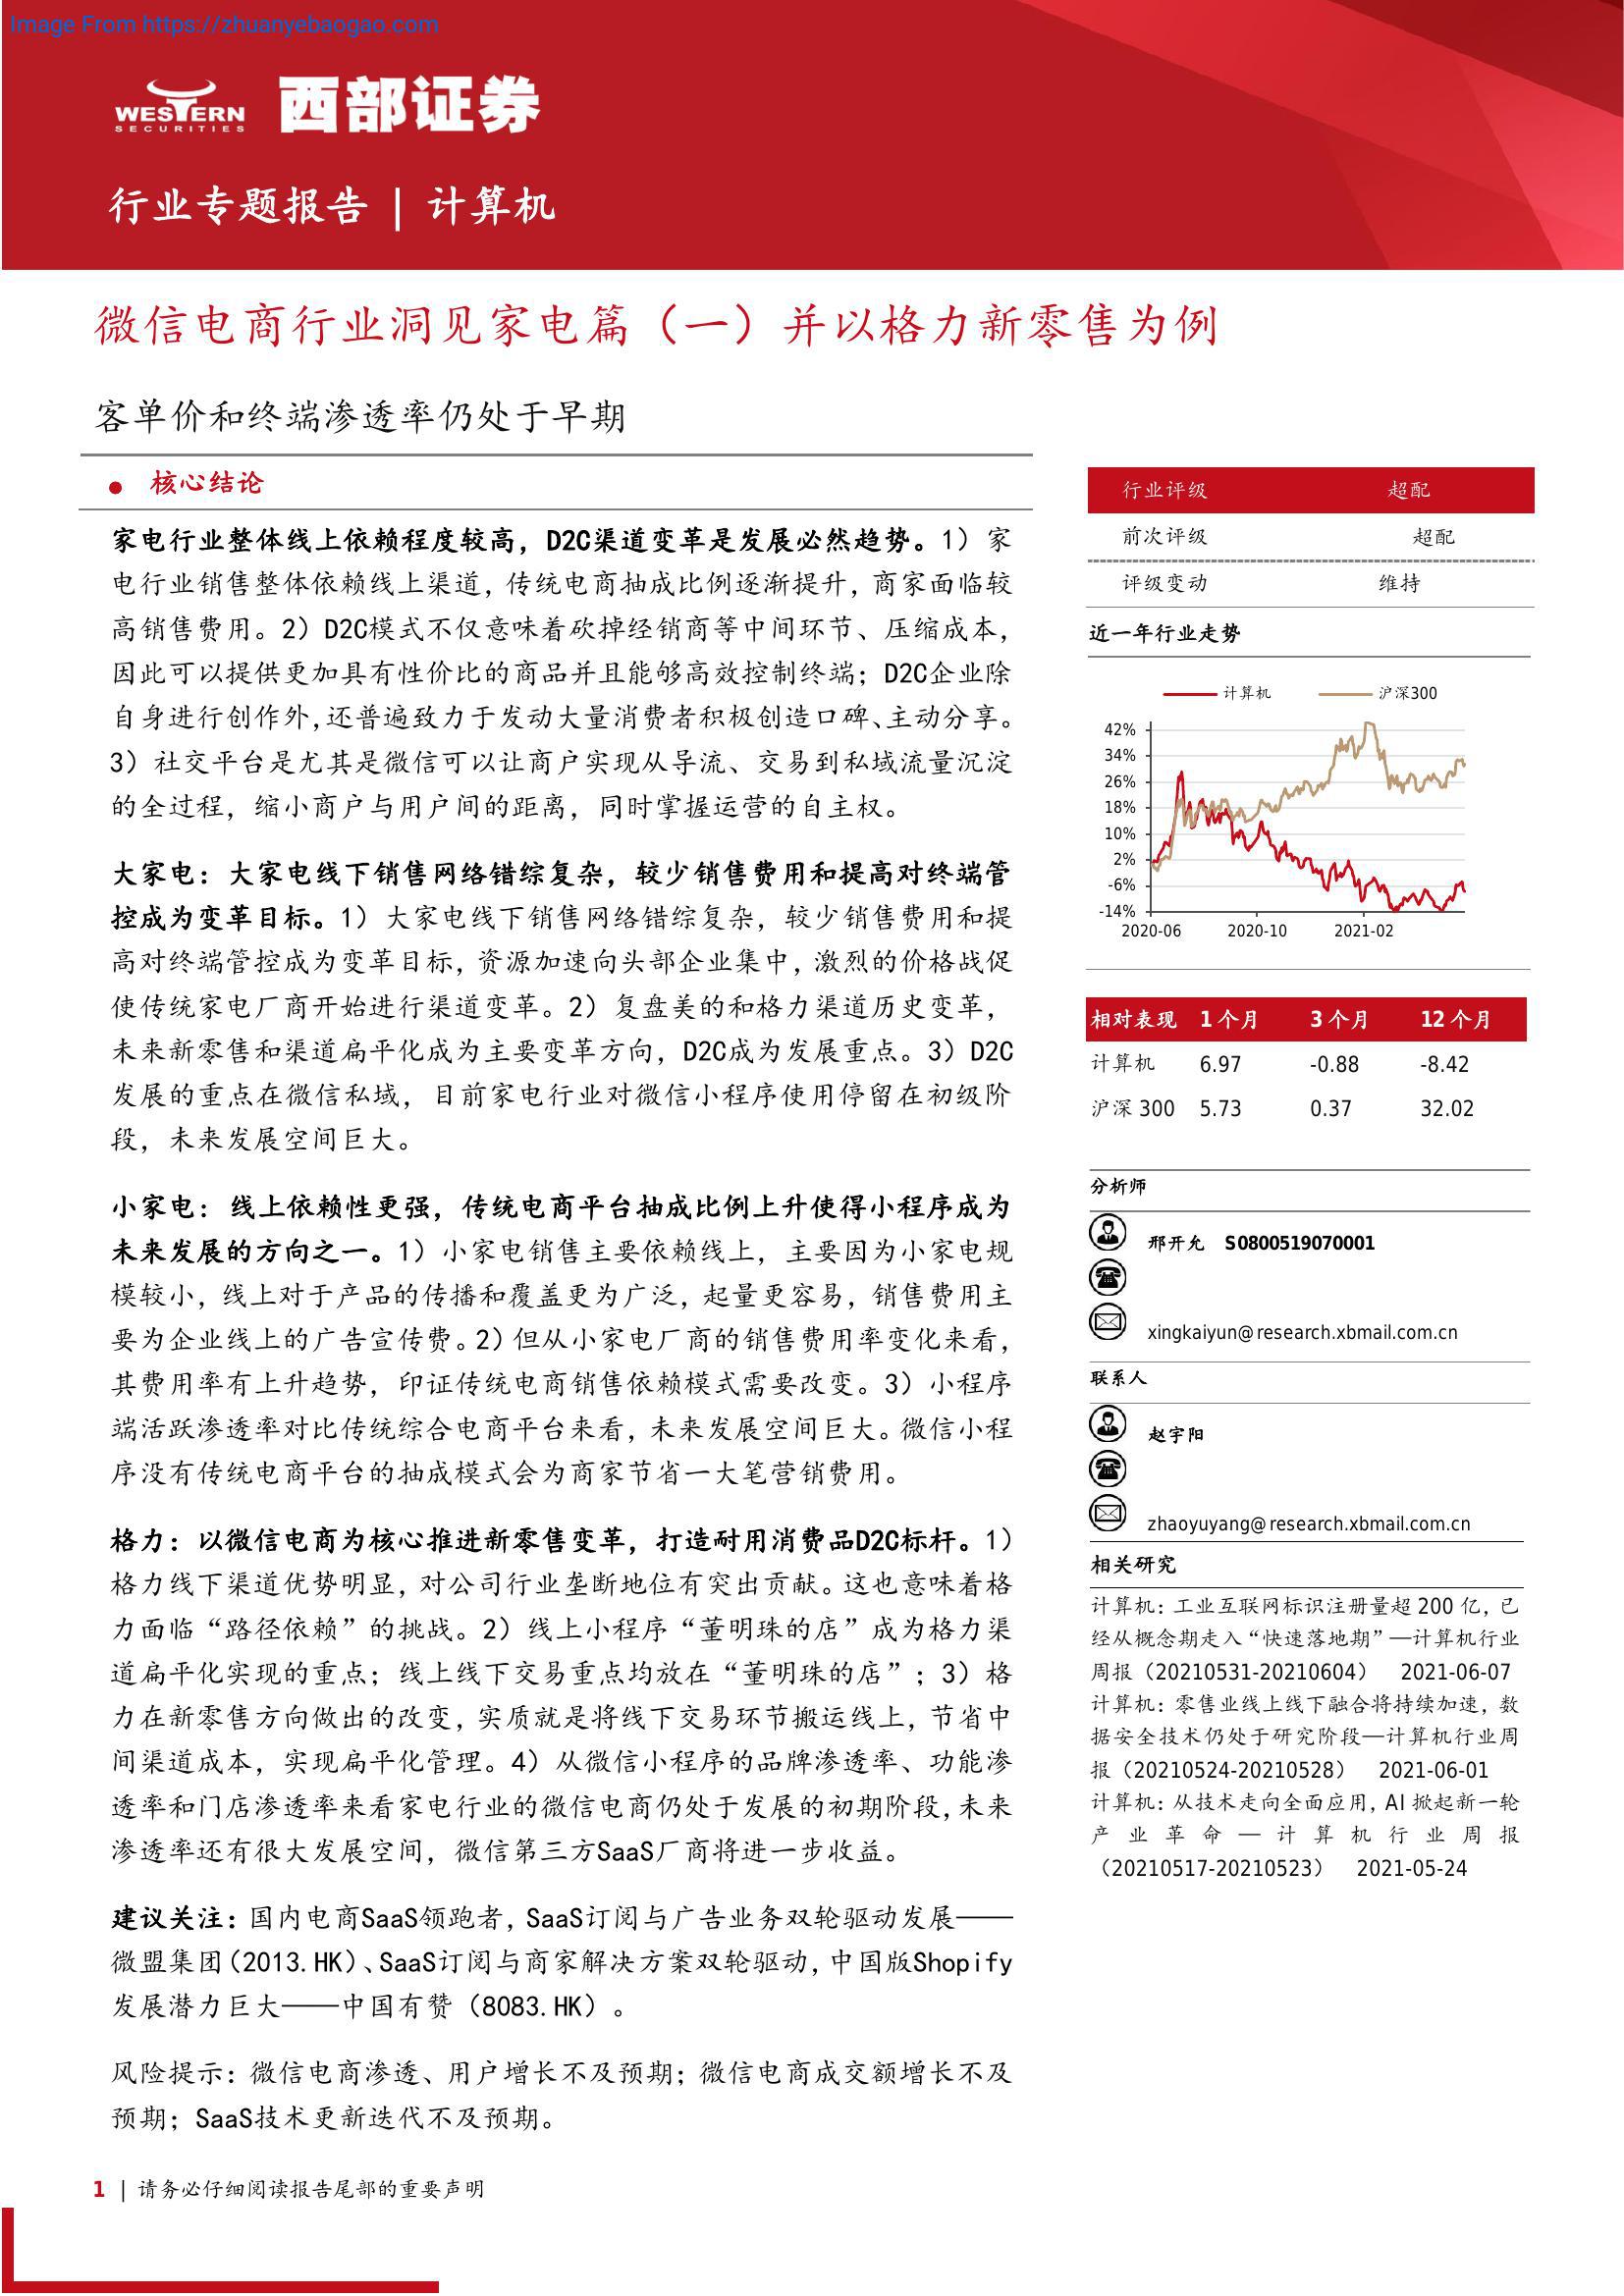 Image From https://zhuanyebaogao.com
WESTERN
SECURITIES
西部证券
行业专题报告 | 计算机
微信电商行业洞见家电篇（一）并以格力新零售为例
客单价和终端渗透率仍处于早期
● 核心结论
家电行业整体线上依赖程度较高，D2C渠道变革是发展必然趋势。1）家
电行业销售整体依赖线上渠道，传统电商抽成比例逐渐提升，商家面临较
高销售费用。2）D2C模式不仅意味着砍掉经销商等中间环节、压缩成本，
因此可以提供更加具有性价比的商品并且能够高效控制终端；D2C企业除
自身进行创作外，还普遍致力于发动大量消费者积极创造口碑、主动分享。
3）社交平台是尤其是微信可以让商户实现从导流、交易到私域流量沉淀
的全过程，缩小商户与用户间的距离，同时掌握运营的自主权。
大家电：大家电线下销售网络错综复杂，较少销售费用和提高对终端管
控成为变革目标。1）大家电线下销售网络错综复杂，较少销售费用和提
高对终端管控成为变革目标，资源加速向头部企业集中，激烈的价格战促
使传统家电厂商开始进行渠道变革。2）复盘美的和格力渠道历史变革，
未来新零售和渠道扁平化成为主要变革方向，D2C成为发展重点。3）D2C
发展的重点在微信私域，目前家电行业对微信小程序使用停留在初级阶
段，未来发展空间巨大。
小家电：线上依赖性更强，传统电商平台抽成比例上升使得小程序成为
未来发展的方向之一。1）小家电销售主要依赖线上，主要因为小家电规
模较小，线上对于产品的传播和覆盖更为广泛，起量更容易，销售费用主
要为企业线上的广告宣传费。2）但从小家电厂商的销售费用率变化来看，
其费用率有上升趋势，印证传统电商销售依赖模式需要改变。3）小程序
端活跃渗透率对比传统综合电商平台来看，未来发展空间巨大。微信小程
序没有传统电商平台的抽成模式会为商家节省一大笔营销费用。
格力：以微信电商为核心推进新零售变革，打造耐用消费品D2C标杆。1）
格力线下渠道优势明显，对公司行业垄断地位有突出贡献。这也意味着格
力面临“路径依赖”的挑战。2）线上小程序“董明珠的店”成为格力渠
道扁平化实现的重点；线上线下交易重点均放在“董明珠的店”；3）格
力在新零售方向做出的改变，实质就是将线下交易环节搬运线上，节省中
间渠道成本，实现扁平化管理。4）从微信小程序的品牌渗透率、功能渗
透率和门店渗透率来看家电行业的微信电商仍处于发展的初期阶段，未来
渗透率还有很大发展空间，微信第三方SaaS厂商将进一步收益。
建议关注：国内电商SaaS领跑者，SaaS订阅与广告业务双轮驱动发展——
微盟集团（2013.HK）、SaaS订阅与商家解决方案双轮驱动，中国版Shopify
发展潜力巨大——中国有赞（8083.HK）。
风险提示：微信电商渗透、用户增长不及预期；微信电商成交额增长不及
预期；SaaS技术更新迭代不及预期。
行业评级 超配
前次评级 超配
评级变动 维持
近一年行业走势
计算机 沪深300
42%
34%
26%
18%
10%
2%
-6%
-14%
2020-06 2020-10 2021-02
相对表现 1个月 3个月 12个月
计算机 6.97 -0.88 -8.42
沪深300 5.73 0.37 32.02
分析师
邢开允 S0800519070001
xingkaiyun@research.xbmail.com.cn
联系人
赵宇阳
zhaoyuyang@research.xbmail.com.cn
相关研究
计算机：工业互联网标识注册量超200亿，已
经从概念期走入“快速落地期”—计算机行业
周报（20210531-20210604） 2021-06-07
计算机：零售业线上线下融合将持续加速，数
据安全技术仍处于研究阶段—计算机行业周
报（20210524-20210528） 2021-06-01
计算机：从技术走向全面应用，AI掀起新一轮
产业革命—计算机行业周报
（20210517-20210523） 2021-05-24
1 | 请务必仔细阅读报告尾部的重要声明